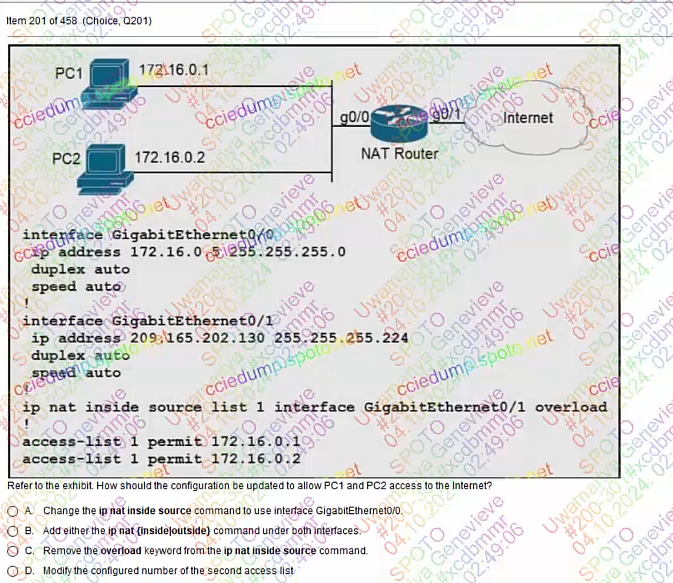 Item 201 of 458 (Choice, Q201)
PC1
172.16.0.1
g0/0
g0/1
Internet
PC2
172.16.0.2
NAT Router
interface GigabitEthernet0/0
ip address 172.16.0 5 255.255.255.0
duplex auto
speed auto
!
interface GigabitEthernet0/1
ip address 209.165.202.130 255.255.255.224
duplex auto
speed auto
!
ip nat inside source list 1 interface GigabitEthernet0/1 overload
!
access-list 1 permit 172.16.0.1
access-list 1 permit 172.16.0.2
Refer to the exhibit. How should the configuration be updated to allow PC1 and PC2 access to the Internet?
A. Change the ip nat inside source command to use interface GigabitEthernet0/0.
B. Add either the ip nat {inside|outside} command under both interfaces.
C. Remove the overload keyword from the ip nat inside source command.
D. Modify the configured number of the second access list
cciedump.spoto.net